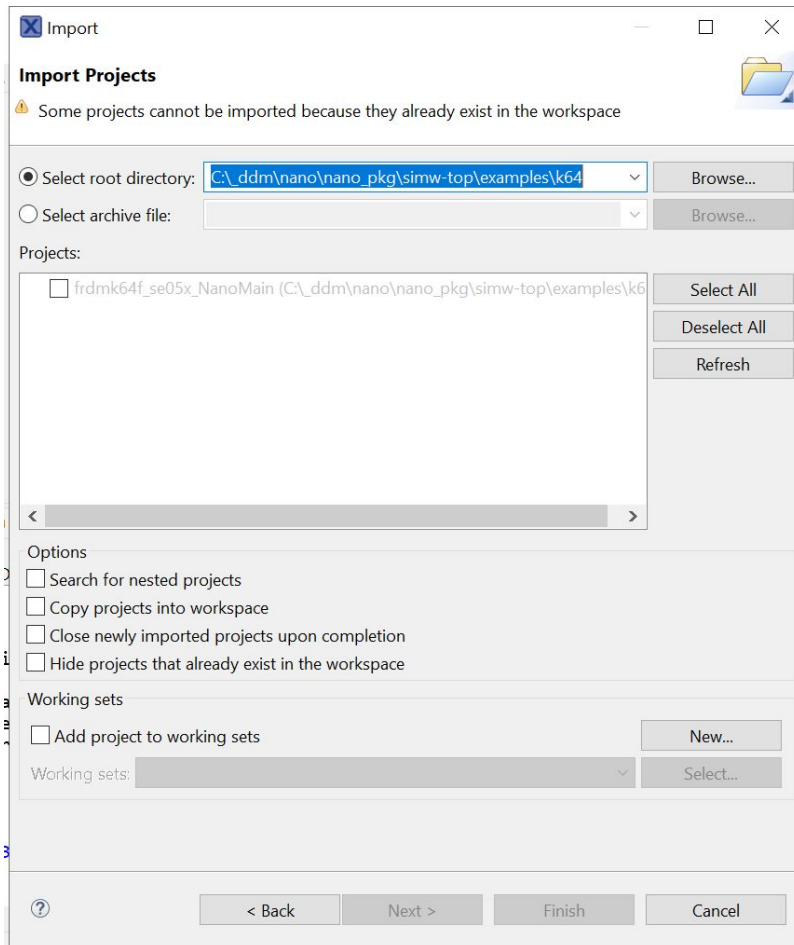 Import
Import Projects
Some projects cannot be imported because they already exist in the workspace
Select root directory: C:\_ddm\nano\nano_pkg\simw-top\examples\k64 Browse...
Select archive file: Browse...
Projects:
frdmk64f_se05x_NanoMain (C:\_ddm\nano\nano_pkg\simw-top\examples\k6 Select All
Deselect All
Refresh
Options
Search for nested projects
Copy projects into workspace
Close newly imported projects upon completion
Hide projects that already exist in the workspace
Working sets
Add project to working sets New...
Working sets: Select...
< Back Next > Finish Cancel